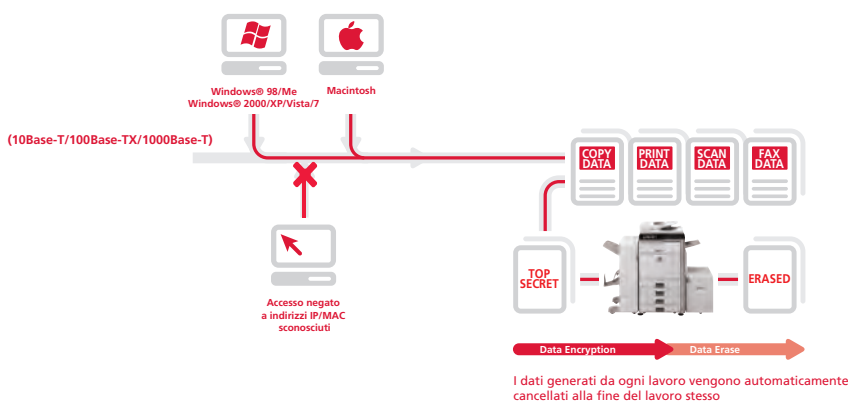 Windows® 98/Me
Windows® 2000/XP/Vista/7
Macintosh
(10Base-T/100Base-TX/1000Base-T)
COPY
DATA
PRINT
DATA
SCAN
DATA
FAX
DATA
TOP
SECRET
ERASED
Accesso negato
a indirizzi IP/MAC
sconosciuti
Data Encryption
Data Erase
I dati generati da ogni lavoro vengono automaticamente
cancellati alla fine del lavoro stesso